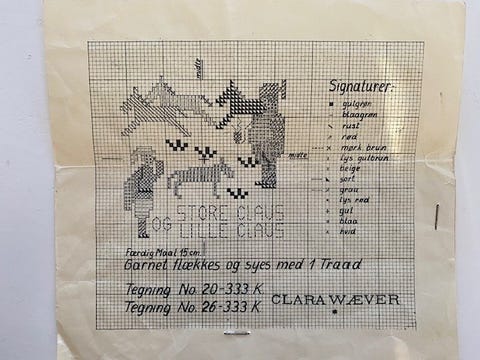 midte
Signaturer:
gulgrøn
blaagrøn
rust
rød
mørk brun
lys gulbrun
beige
sort
graa
lys rød
gul
blaa
hvid
midte
STORE CLAUS
OG LILLE CLAUS
Færdig Maal 15 cm.
Garnet flækkes og syes med 1 Traad
Tegning No. 20-333 K
Tegning No. 26-333 K
CLARA WÆVER